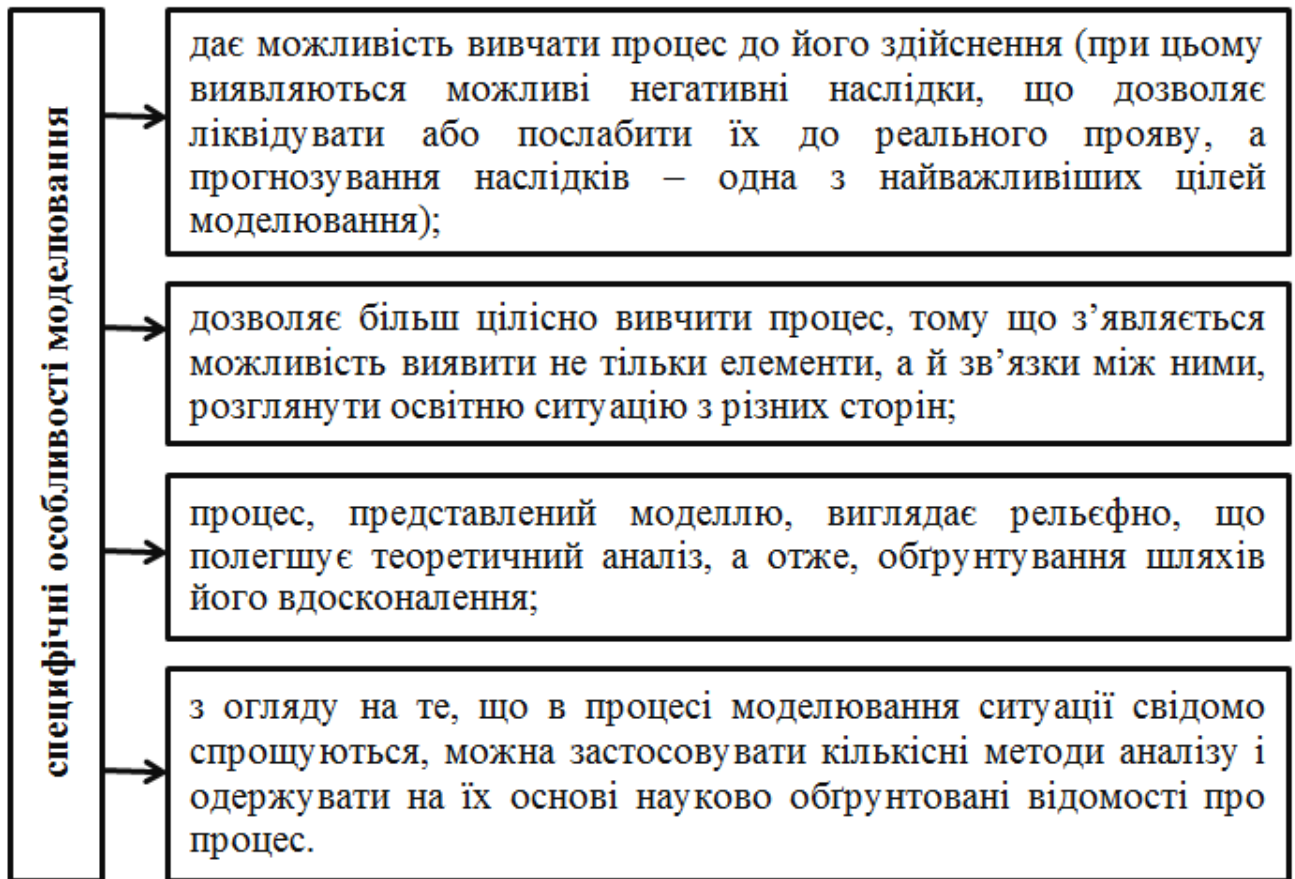 специфічні особливості моделювання
дає можливість вивчати процес до його здійснення (при цьому
виявляються можливі негативні наслідки, що дозволяє
ліквідувати або послабити їх до реального прояву, а
прогнозування наслідків – одна з найважливіших цілей
моделювання);
дозволяє більш цілісно вивчити процес, тому що з’являється
можливість виявити не тільки елементи, а й зв’язки між ними,
розглянути освітню ситуацію з різних сторін;
процес, представлений моделлю, виглядає рельєфно, що
полегшує теоретичний аналіз, а отже, обґрунтування шляхів
його вдосконалення;
з огляду на те, що в процесі моделювання ситуації свідомо
спрощуються, можна застосовувати кількісні методи аналізу і
одержувати на їх основі науково обґрунтовані відомості про
процес.